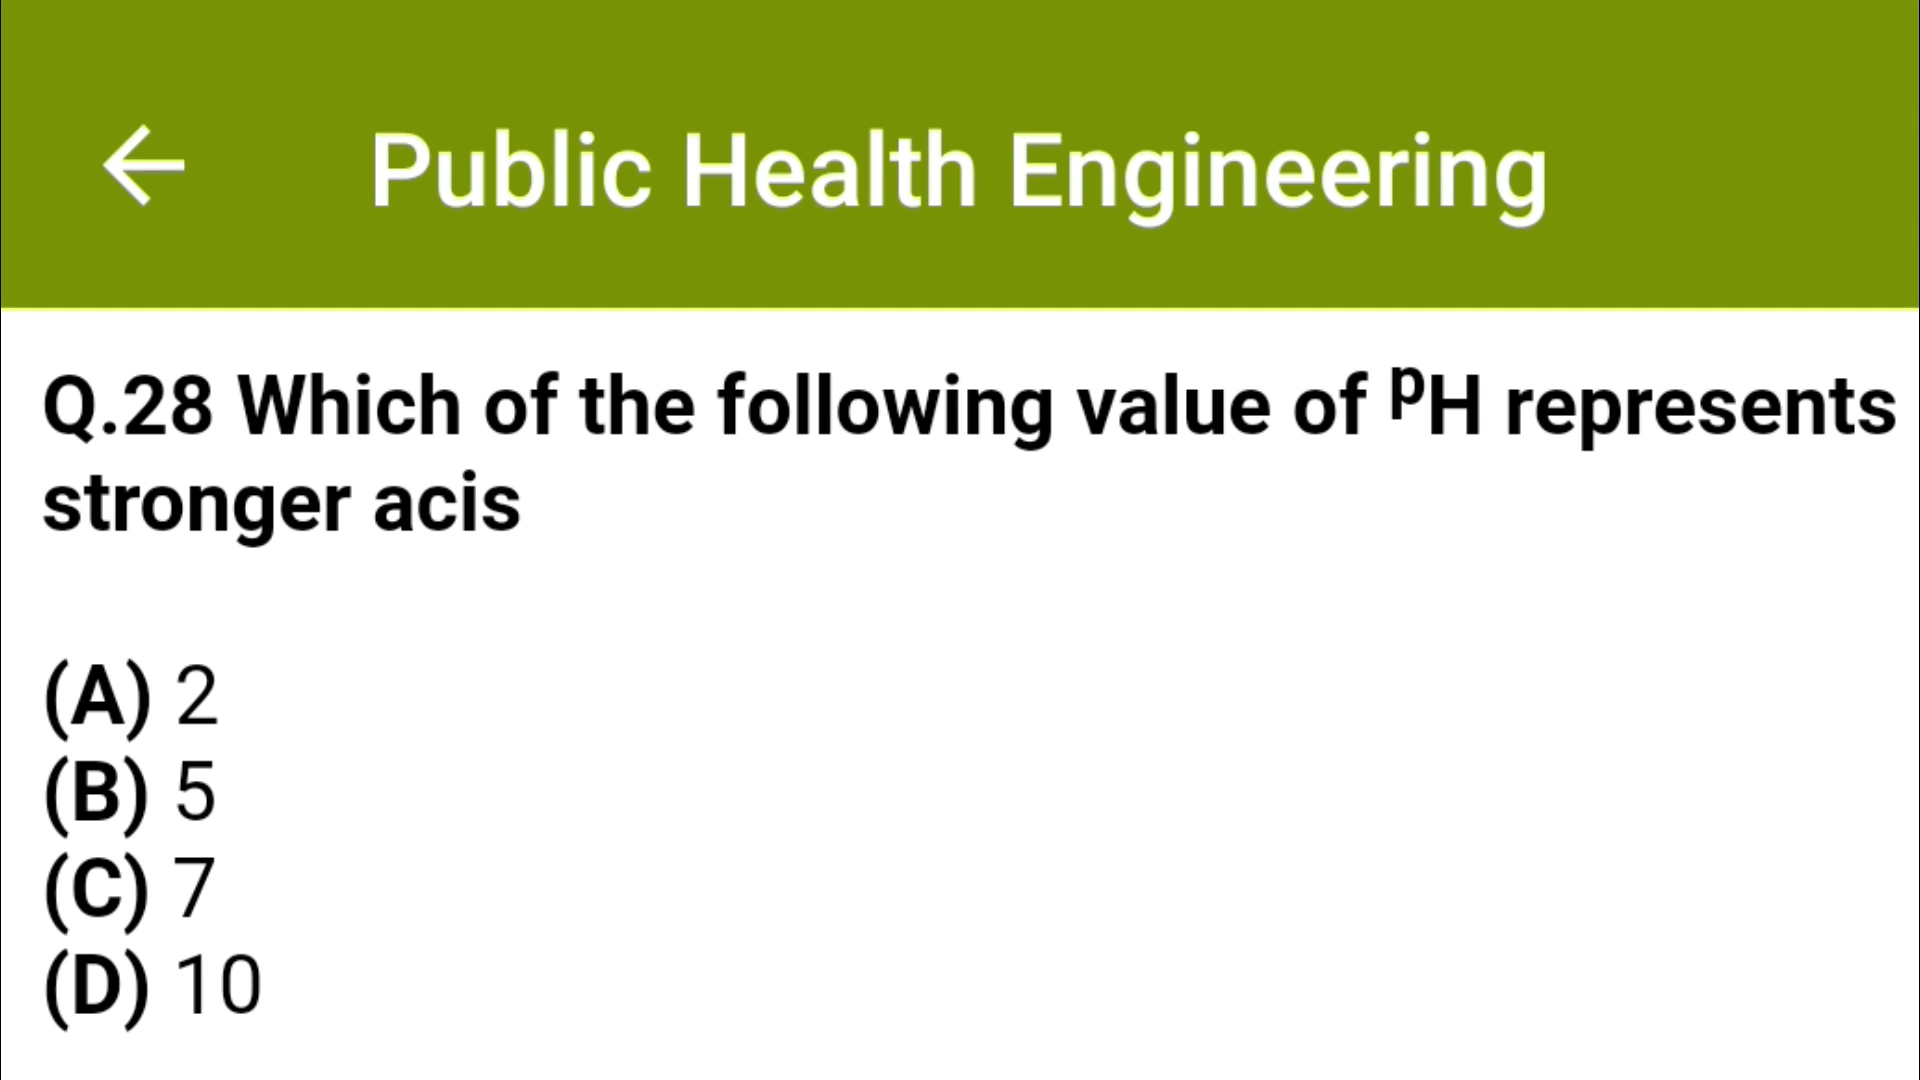 Public Health Engineering
Q.28 Which of the following value of ᵖH represents
stronger acis
(A) 2
(B) 5
(C) 7
(D) 10